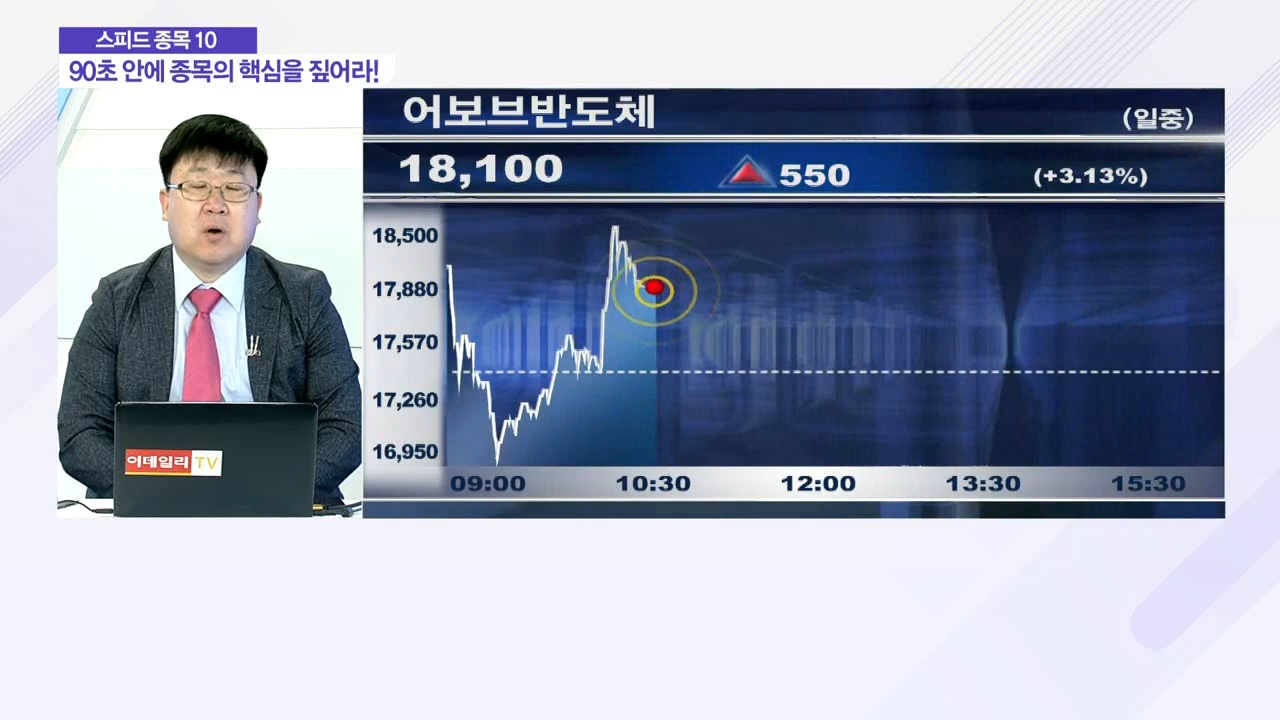 스피드 종목 10
90초 안에 종목의 핵심을 짚어라!
어보브반도체
(일중)
18,100
550
(+3.13%)
18,500
17,880
17,570
17,260
16,950
09:00
10:30
12:00
13:30
15:30
이데일리 TV